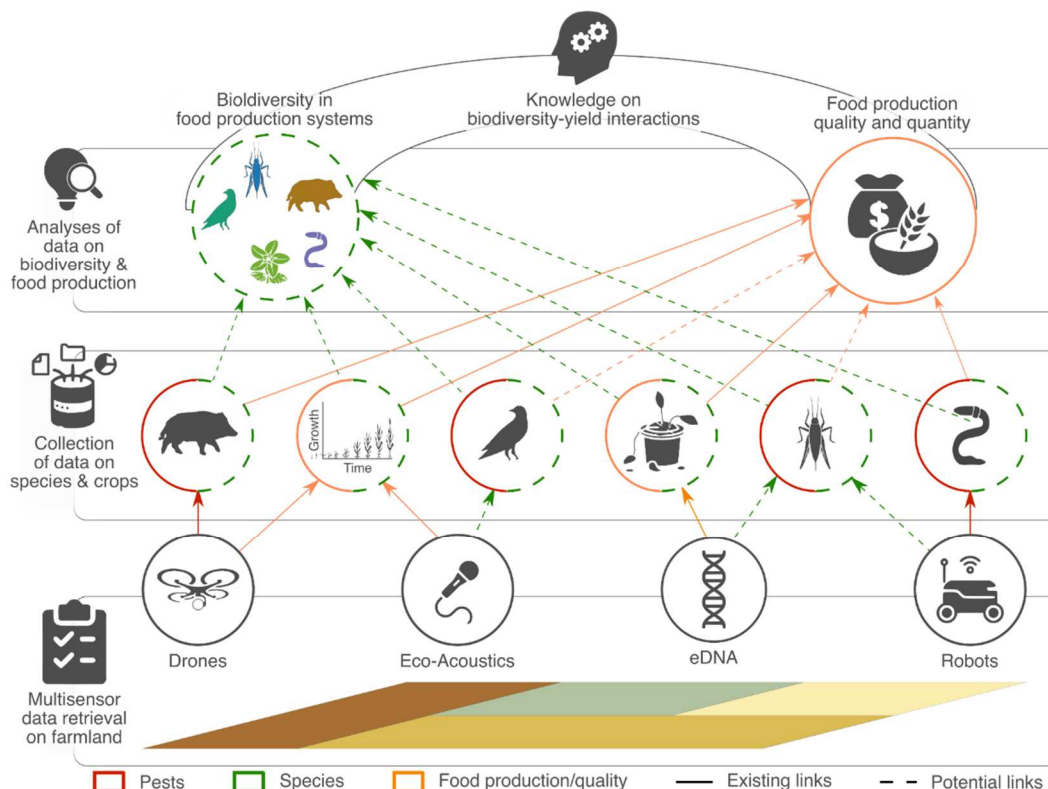 Bioldiversity in
food production systems
Knowledge on
biodiversity-yield interactions
Food production
quality and quantity
Analyses of
data on
biodiversity &
food production
$
Collection
of data on
species & crops
Growth
Time
Drones
Eco-Acoustics
eDNA
Robots
Multisensor
data retrieval
on farmland
Pests
Species
Food production/quality
Existing links
Potential links